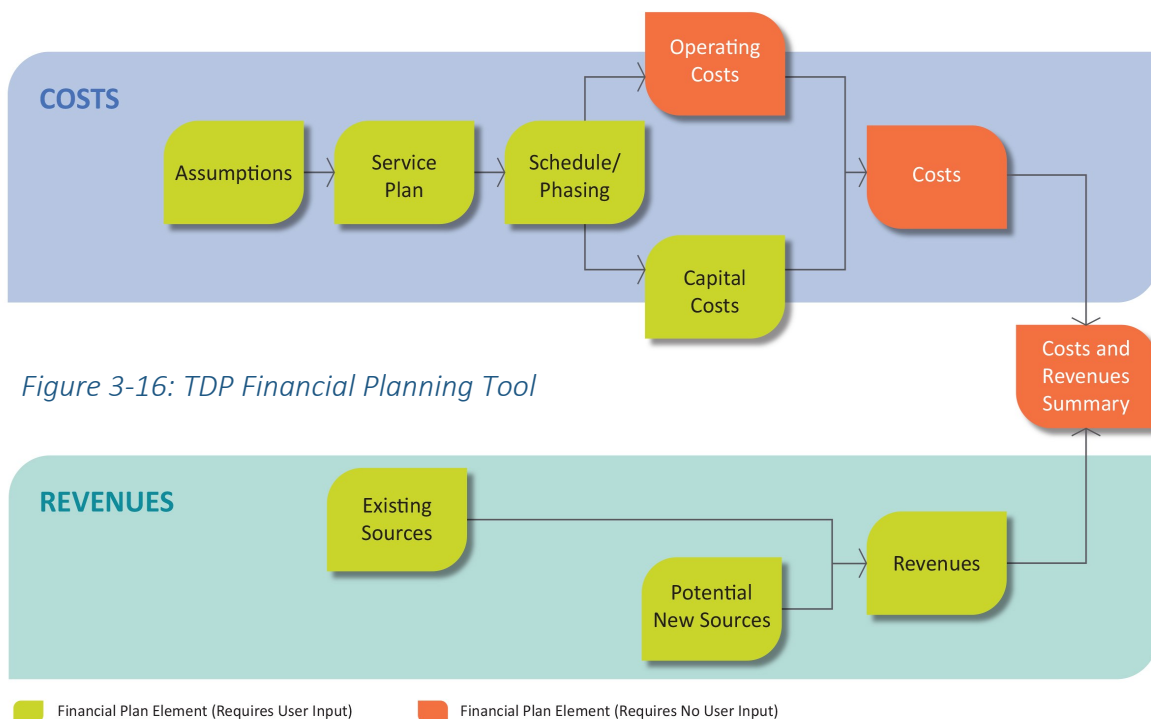 COSTS
Assumptions
Service
Plan
Schedule/
Phasing
Operating
Costs
Capital
Costs
Costs
Costs and
Revenues
Summary
Figure 3-16: TDP Financial Planning Tool
REVENUES
Existing
Sources
Potential
New Sources
Revenues
Financial Plan Element (Requires User Input)
Financial Plan Element (Requires No User Input)